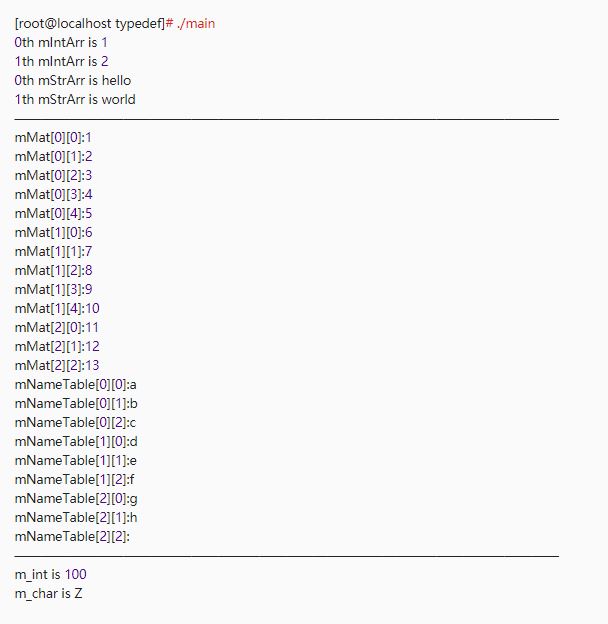 [root@localhost typedef]# ./main
0th mIntArr is 1
1th mIntArr is 2
0th mStrArr is hello
1th mStrArr is world
mMat[0][0]:1
mMat[0][1]:2
mMat[0][2]:3
mMat[0][3]:4
mMat[0][4]:5
mMat[1][0]:6
mMat[1][1]:7
mMat[1][2]:8
mMat[1][3]:9
mMat[1][4]:10
mMat[2][0]:11
mMat[2][1]:12
mMat[2][2]:13
mNameTable[0][0]:a
mNameTable[0][1]:b
mNameTable[0][2]:c
mNameTable[1][0]:d
mNameTable[1][1]:e
mNameTable[1][2]:f
mNameTable[2][0]:g
mNameTable[2][1]:h
mNameTable[2][2]:
m_int is 100
m_char is Z